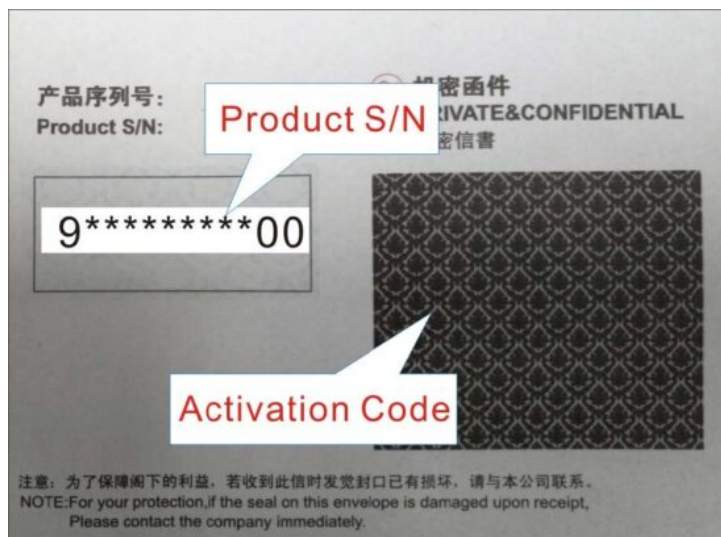 产品序列号:
Product S/N:
Product S/N
密函件
RIVATE&CONFIDENTIAL
密信書
9*********00
Activation Code
注意：为了保障阁下的利益，若收到此信时发觉封口已有损坏，请与本公司联系。
NOTE:For your protection,if the seal on this envelope is damaged upon receipt,
Please contact the company immediately.